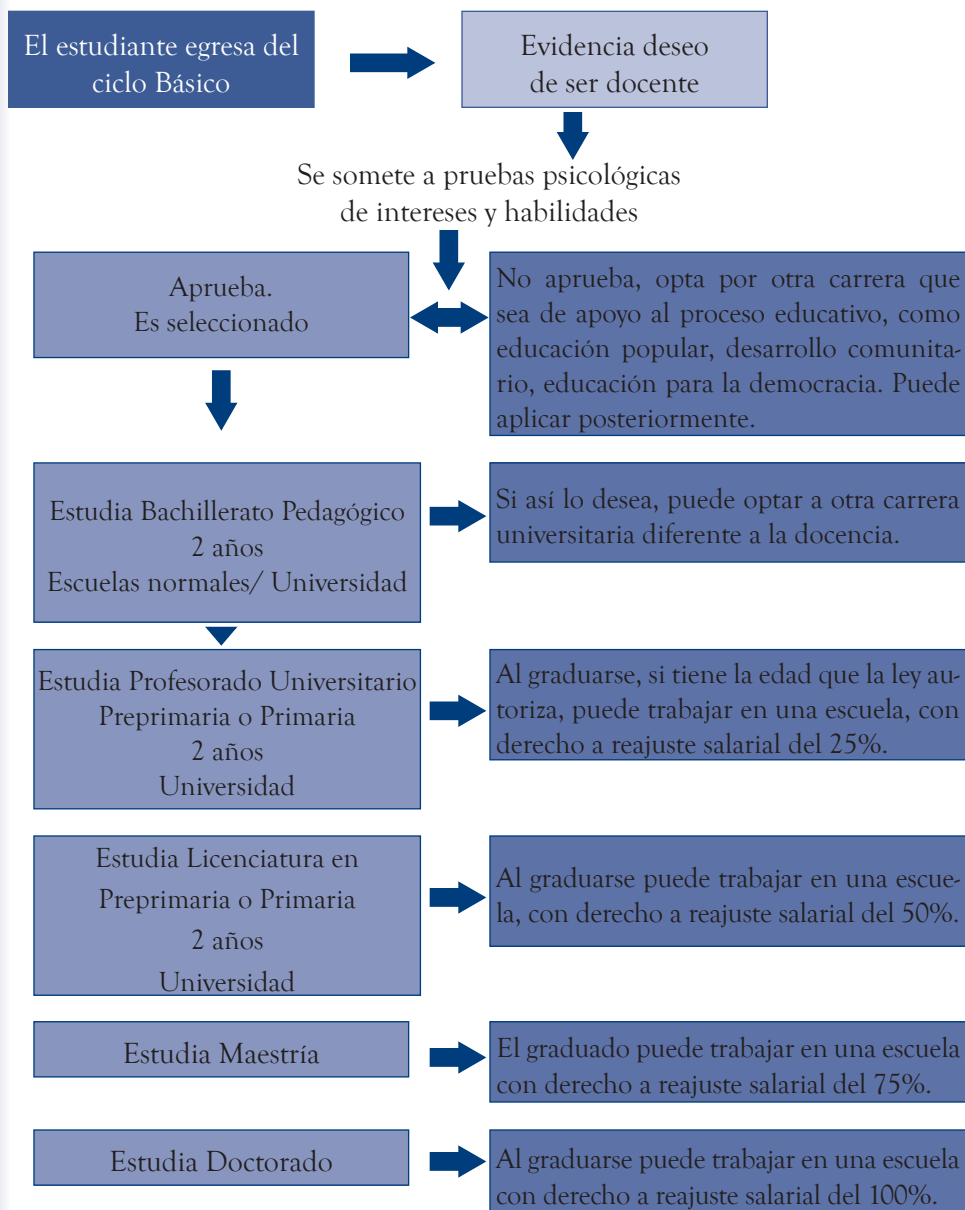 El estudiante egresa del
ciclo Básico
Evidencia deseo
de ser docente
Se somete a pruebas psicológicas
de intereses y habilidades
Aprueba.
Es seleccionado
No aprueba, opta por otra carrera que
sea de apoyo al proceso educativo, como
educación popular, desarrollo comunita-
rio, educación para la democracia. Puede
aplicar posteriormente.
Estudia Bachillerato Pedagógico
2 años
Escuelas normales/ Universidad
Si así lo desea, puede optar a otra carrera
universitaria diferente a la docencia.
Estudia Profesorado Universitario
Preprimaria o Primaria
2 años
Universidad
Al graduarse, si tiene la edad que la ley au-
toriza, puede trabajar en una escuela, con
derecho a reajuste salarial del 25%.
Estudia Licenciatura en
Preprimaria o Primaria
2 años
Universidad
Al graduarse puede trabajar en una escue-
la, con derecho a reajuste salarial del 50%.
Estudia Maestría
El graduado puede trabajar en una escuela
con derecho a reajuste salarial del 75%.
Estudia Doctorado
Al graduarse puede trabajar en una escuela
con derecho a reajuste salarial del 100%.